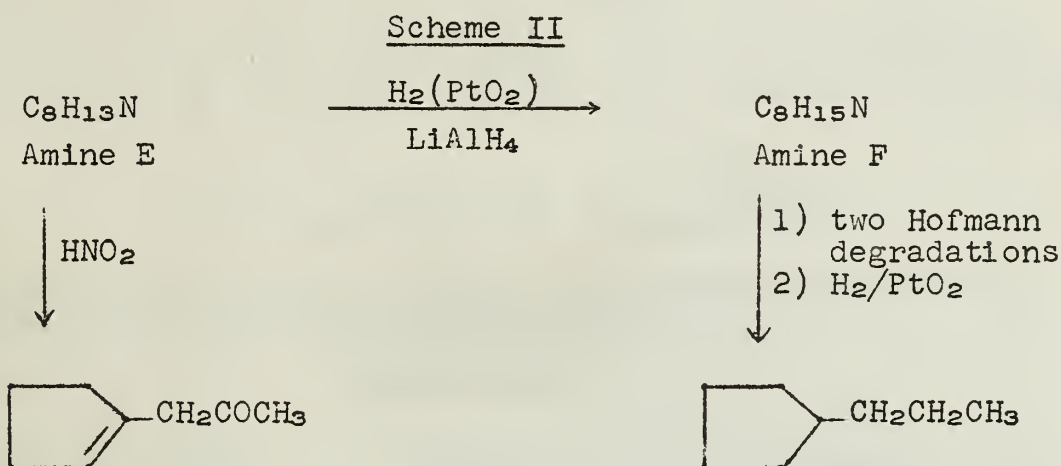 Scheme II
C₈H₁₃N
Amine E
H₂(PtO₂)
LiAlH₄
C₈H₁₅N
Amine F
HNO₂
1) two Hofmann
degradations
2) H₂/PtO₂
CH₂COCH₃
CH₂CH₂CH₃